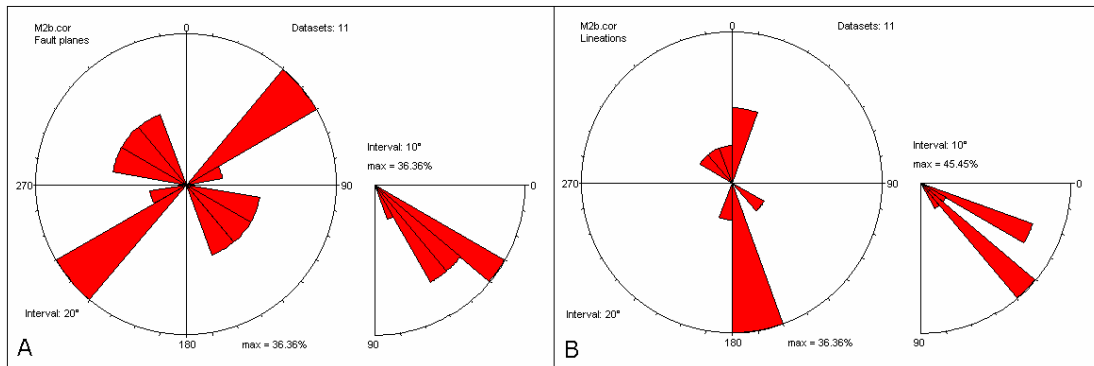 M2b.cor
Fault planes
Datasets: 11
0
270
90
180
Interval: 20°
max = 36.36%
Interval: 10°
max = 36.36%
0
90
A
M2b.cor
Lineations
Datasets: 11
0
270
90
180
Interval: 20°
max = 36.36%
Interval: 10°
max = 45.45%
0
90
B